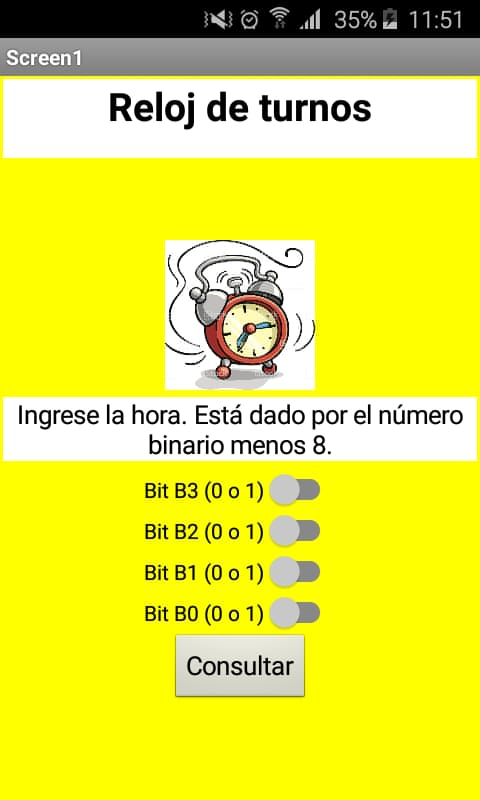 35% 11:51
Screen1
Reloj de turnos
Ingrese la hora. Está dado por el número
binario menos 8.
Bit B3 (0 o 1)
Bit B2 (0 o 1)
Bit B1 (0 o 1)
Bit B0 (0 o 1)
Consultar